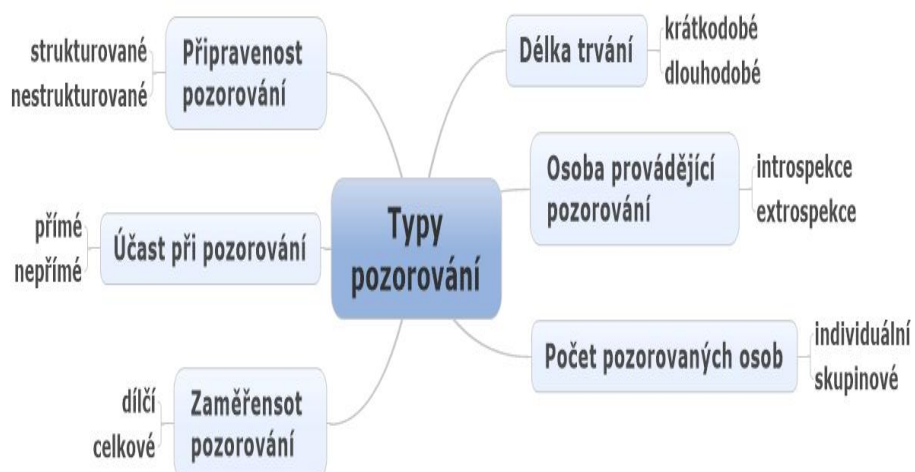 Typy
pozorování
Připravenost
pozorování
strukturované
nestrukturované
Účast při pozorování
přímé
nepřímé
Zaměřensot
pozorování
dílčí
celkové
Délka trvání
krátkodobé
dlouhodobé
Osoba provádějící
pozorování
introspekce
extrospekce
Počet pozorovaných osob
individuální
skupinové